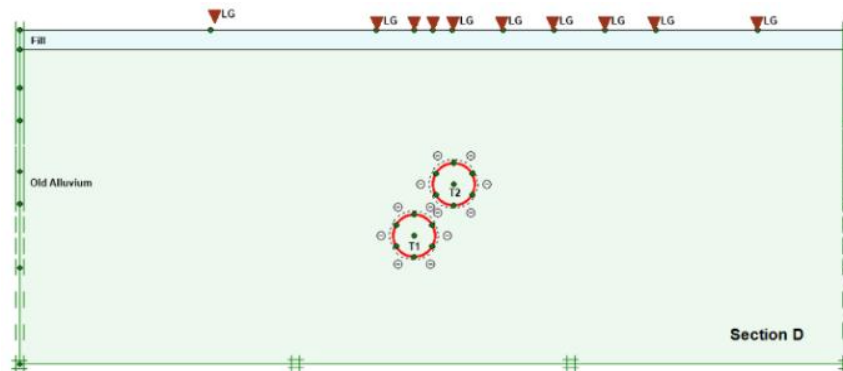 LG
LG LG LG LG LG LG LG
Fill
Old Alluvium
T2
T1
Section D